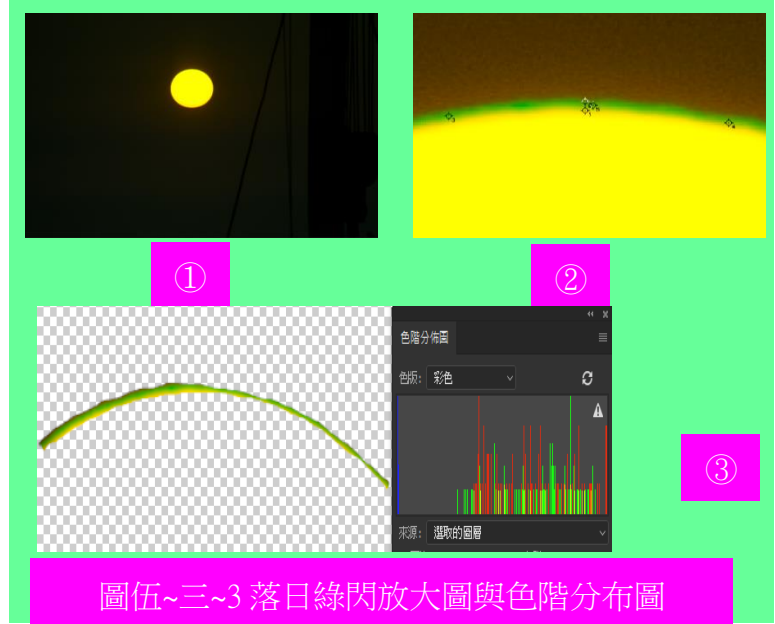 ①
②
色階分佈圖
色版: 彩色
③
來源: 選取的圖層
圖伍~三~3 落日綠閃放大圖與色階分布圖